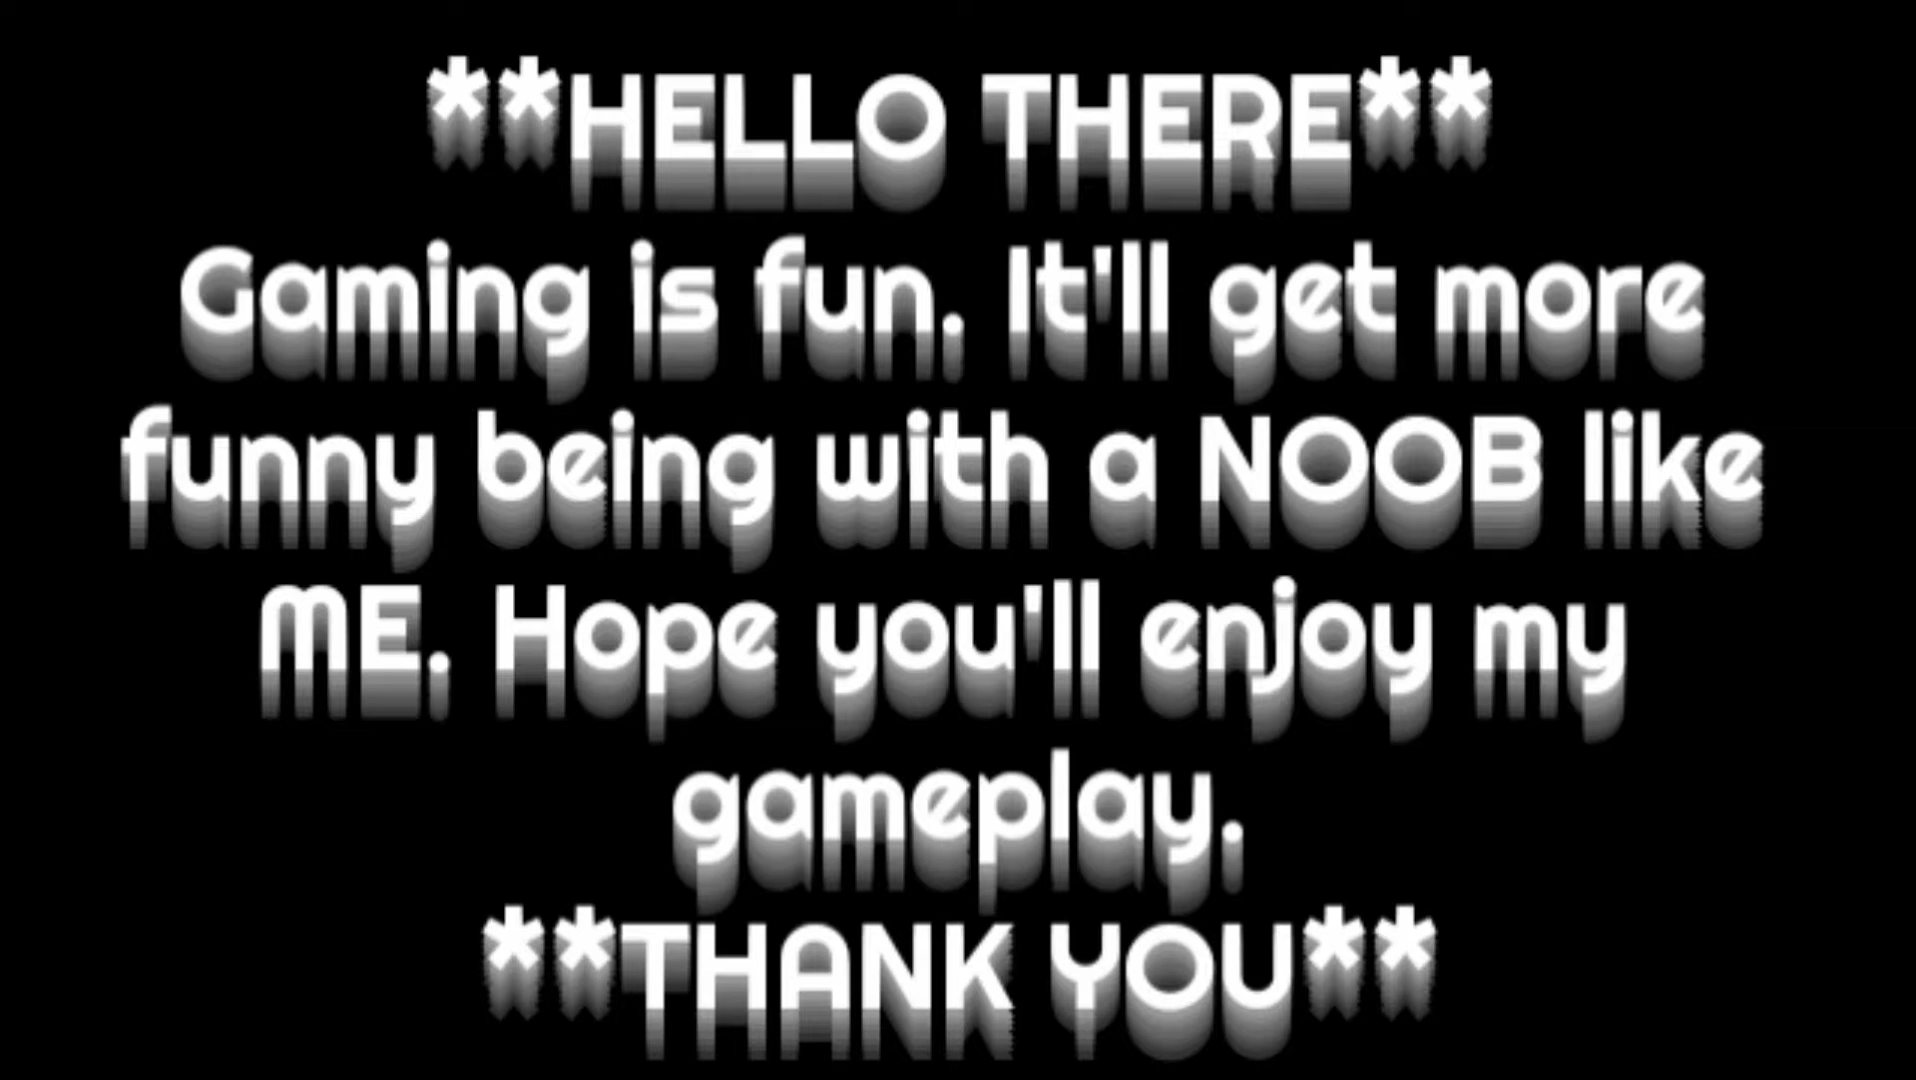 **HELLO THERE**
Gaming is fun. It'll get more
funny being with a NOOB like
ME. Hope you'll enjoy my
gameplay.
**THANK YOU**